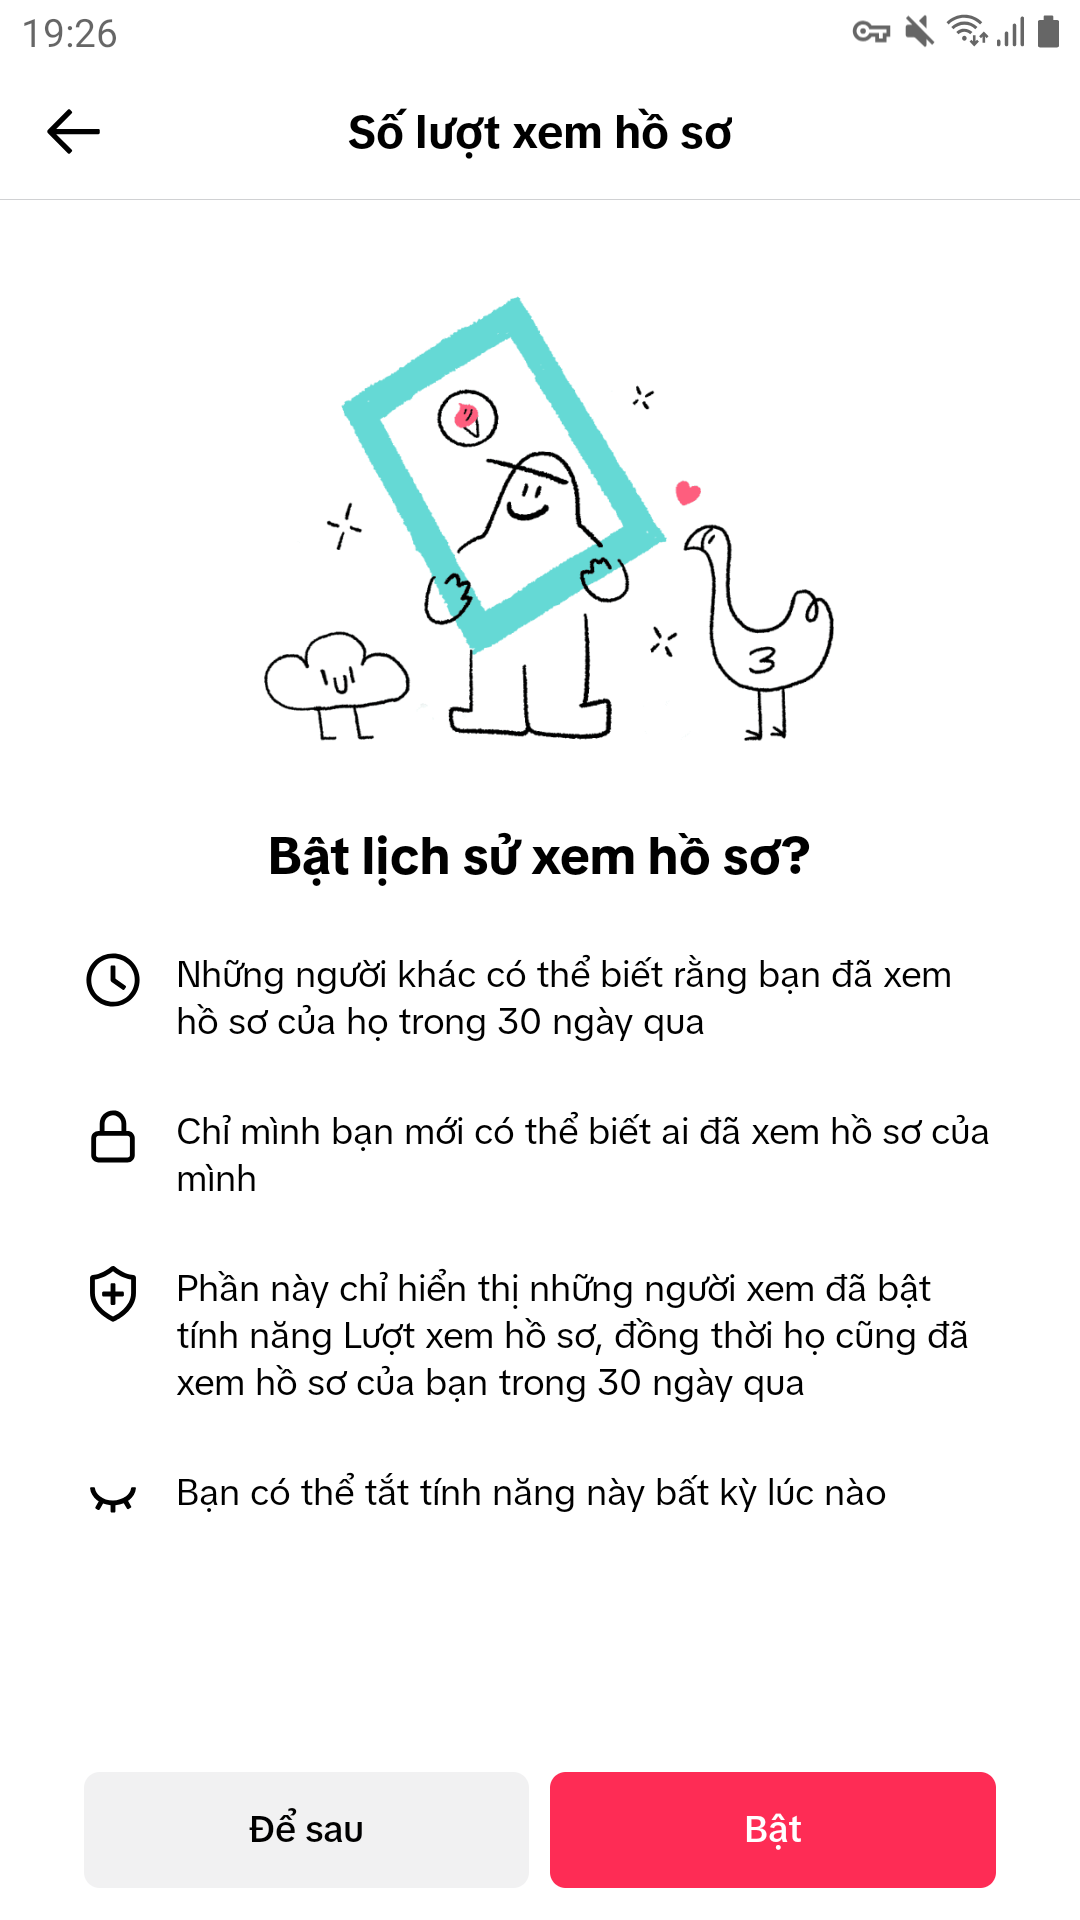 19:26
Số lượt xem hồ sơ
3
Bật lịch sử xem hồ sơ?
Những người khác có thể biết rằng bạn đã xem
hồ sơ của họ trong 30 ngày qua
Chỉ mình bạn mới có thể biết ai đã xem hồ sơ của
mình
Phần này chỉ hiển thị những người xem đã bật
tính năng Lượt xem hồ sơ, đồng thời họ cũng đã
xem hồ sơ của bạn trong 30 ngày qua
Bạn có thể tắt tính năng này bất kỳ lúc nào
Để sau
Bật